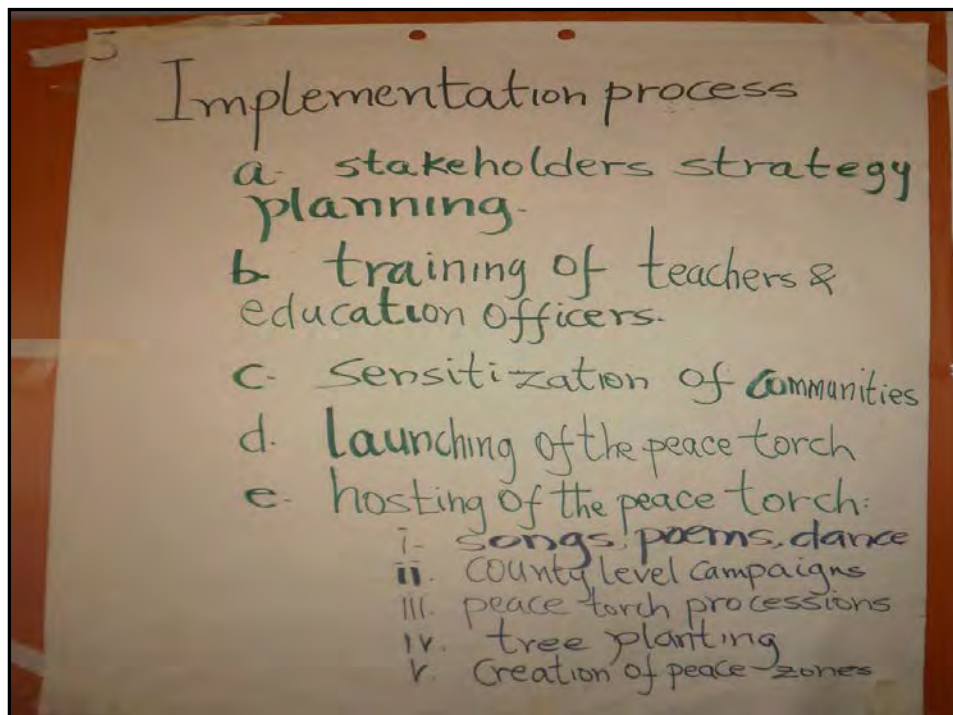 5
Implementation process
a. stakeholders strategy
planning.
b. training of teachers &
education officers.
c. sensitization of communities
d. launching of the peace torch
e. hosting of the peace torch:
i. songs, poems, dance
ii. county level campaigns
iii. peace torch processions
iv. tree planting
v. Creation of peace zones